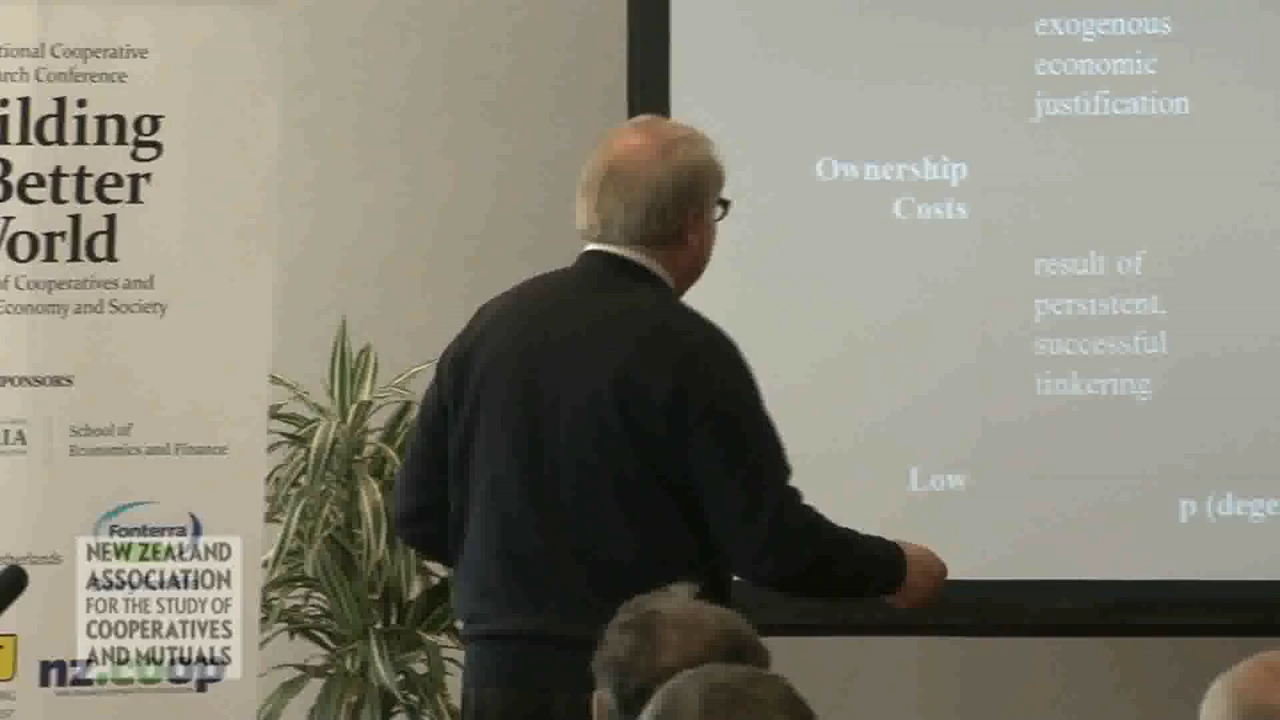 tional Cooperative
rch Conference
ilding
Better
orld
of Cooperatives and
Economy and Society
PONSORS
IA
School of
Economics and Finance
Fonterra
NEW ZEALAND
ASSOCIATION
FOR THE STUDY OF
COOPERATIVES
AND MUTUALS
nz.coop
exogenous
economic
justification
Ownership
Costs
result of
persistent,
successful
tinkering
Low
p (dege